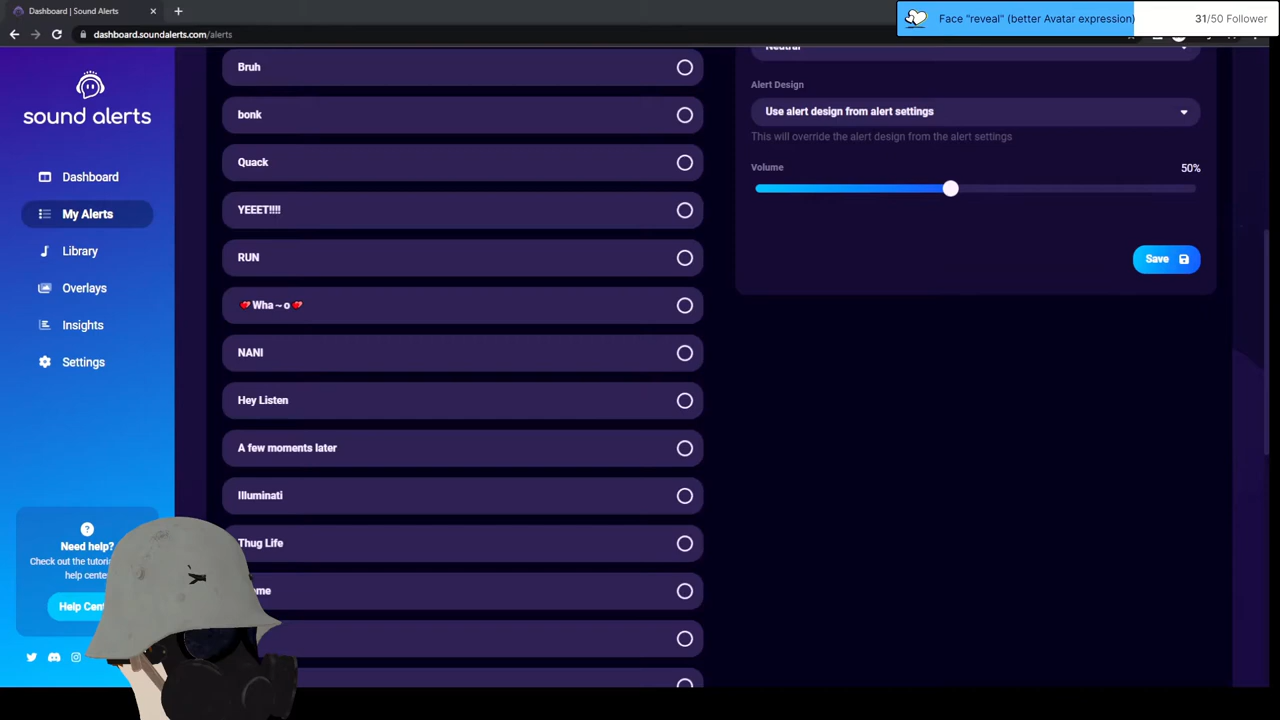 Dashboard | Sound Alerts
dashboard.soundalerts.com/alerts
Face "reveal" (better Avatar expression)
31/50 Follower
sound alerts
Dashboard
My Alerts
Library
Overlays
Insights
Settings
Need help?
Check out the tutori
help cente
Help Cen
Bruh
bonk
Quack
YEEET!!!!
RUN
💕Wha ~ o💕
NANI
Hey Listen
A few moments later
Illuminati
Thug Life
Neutral
Alert Design
Use alert design from alert settings
This will override the alert design from the alert settings
Volume
50%
Save